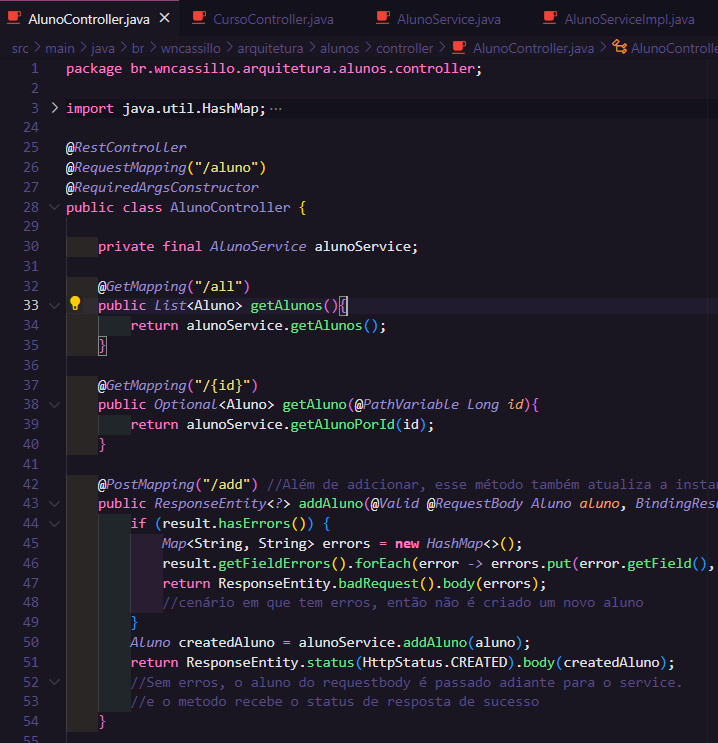 AlunoController.java CursoController.java AlunoService.java AlunoServiceImpl.java
src > main > java > br > wncassillo > arquitetura > alunos > controller > AlunoController.java > AlunoController
1 package br.wncassillo.arquitetura.alunos.controller;
2
3 import java.util.HashMap; ...
24
25 @RestController
26 @RequestMapping("/aluno")
27 @RequiredArgsConstructor
28 public class AlunoController {
29
30 private final AlunoService alunoService;
31
32 @GetMapping("/all")
33 public List<Aluno> getAlunos(){
34 return alunoService.getAlunos();
35 }
36
37 @GetMapping("/{id}")
38 public Optional<Aluno> getAluno(@PathVariable Long id){
39 return alunoService.getAlunoPorId(id);
40 }
41
42 @PostMapping("/add") //Além de adicionar, esse método também atualiza a instan
43 public ResponseEntity<?> addAluno(@Valid @RequestBody Aluno aluno, BindingResu
44 if (result.hasErrors()) {
45 Map<String, String> errors = new HashMap<>();
46 result.getFieldErrors().forEach(error -> errors.put(error.getField(),
47 return ResponseEntity.badRequest().body(errors);
48 //cenário em que tem erros, então não é criado um novo aluno
49 }
50 Aluno createdAluno = alunoService.addAluno(aluno);
51 return ResponseEntity.status(HttpStatus.CREATED).body(createdAluno);
52 //Sem erros, o aluno do requestbody é passado adiante para o service.
53 //e o metodo recebe o status de resposta de sucesso
54 }
55